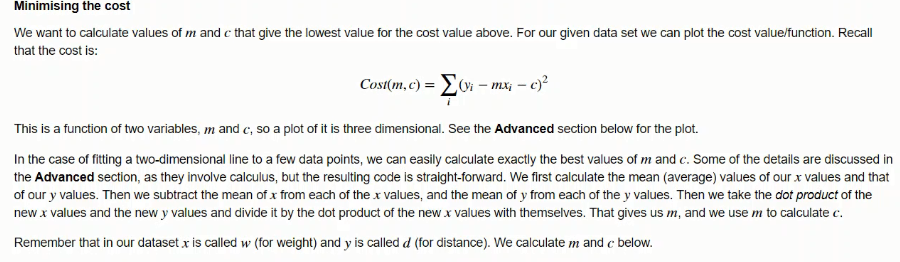 Minimising the cost
We want to calculate values of m and c that give the lowest value for the cost value above. For our given data set we can plot the cost value/function. Recall
that the cost is:
Cost(m, c) = ∑ᵢ (yᵢ − mxᵢ − c)²
This is a function of two variables, m and c, so a plot of it is three dimensional. See the Advanced section below for the plot.
In the case of fitting a two-dimensional line to a few data points, we can easily calculate exactly the best values of m and c. Some of the details are discussed in
the Advanced section, as they involve calculus, but the resulting code is straight-forward. We first calculate the mean (average) values of our x values and that
of our y values. Then we subtract the mean of x from each of the x values, and the mean of y from each of the y values. Then we take the dot product of the
new x values and the new y values and divide it by the dot product of the new x values with themselves. That gives us m, and we use m to calculate c.
Remember that in our dataset x is called w (for weight) and y is called d (for distance). We calculate m and c below.